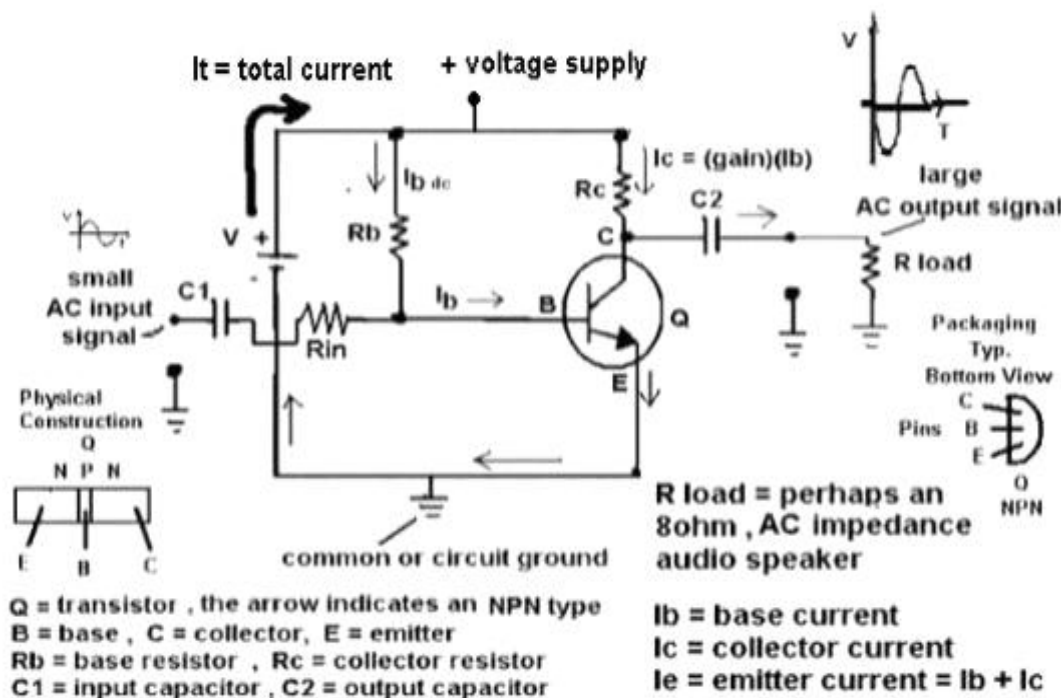 It = total current
+ voltage supply
V
T
Ib dc
Ic = (gain)(Ib)
Rc
C2
large
AC output signal
R load
V
T
small
AC input
signal
C1
V +
Rb
Rin
Ib
B
C
Q
E
Packaging
Typ.
Bottom View
C
Pins B
E
Q
NPN
Physical
Construction
Q
N P N
E B C
common or circuit ground
R load = perhaps an
8ohm , AC impedance
audio speaker
Q = transistor , the arrow indicates an NPN type
B = base , C = collector, E = emitter
Rb = base resistor , Rc = collector resistor
C1 = input capacitor , C2 = output capacitor
Ib = base current
Ic = collector current
Ie = emitter current = Ib + Ic